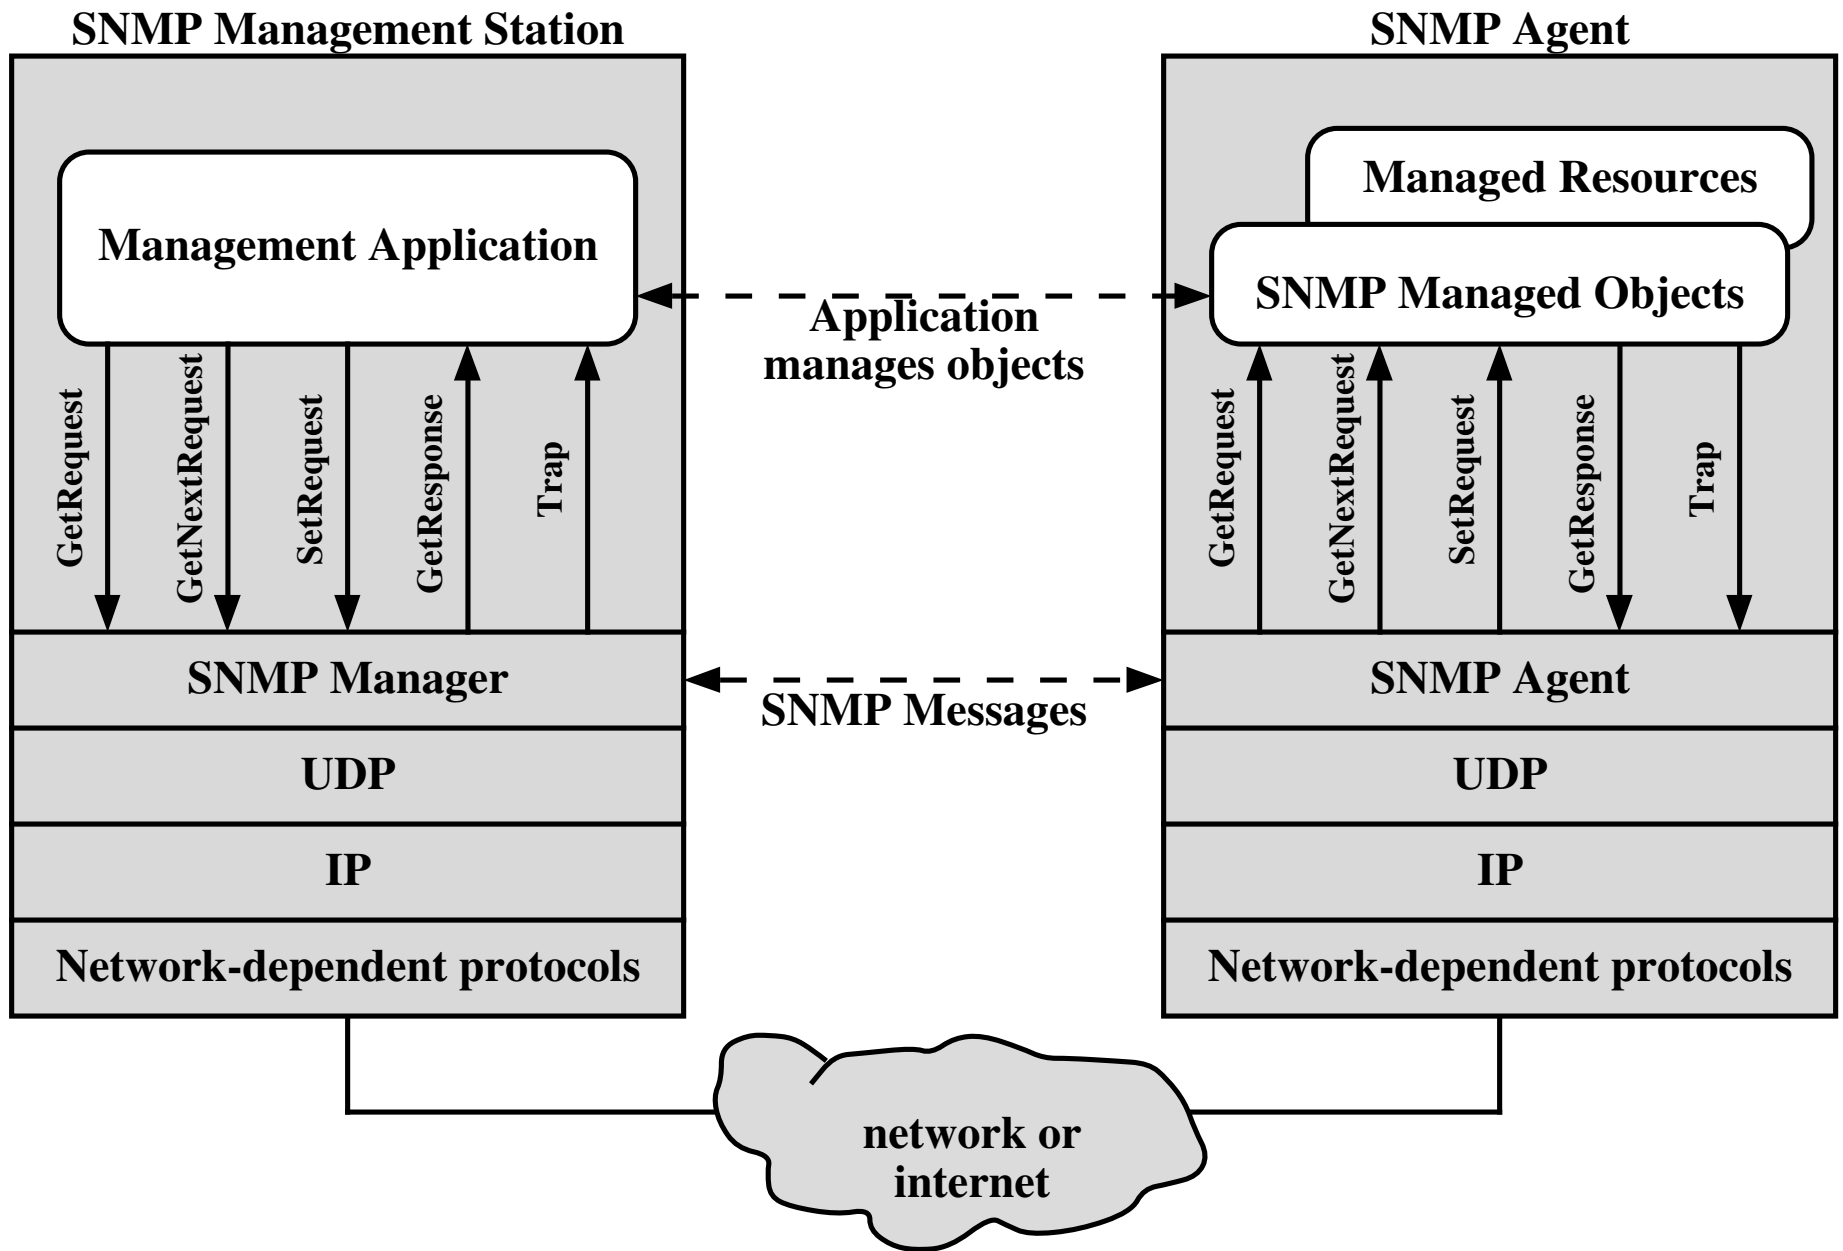 SNMP Management Station
Management Application
GetRequest
GetNextRequest
SetRequest
GetResponse
Trap
SNMP Manager
UDP
IP
Network-dependent protocols
Application
manages objects
SNMP Messages
SNMP Agent
Managed Resources
SNMP Managed Objects
GetRequest
GetNextRequest
SetRequest
GetResponse
Trap
SNMP Agent
UDP
IP
Network-dependent protocols
network or
internet